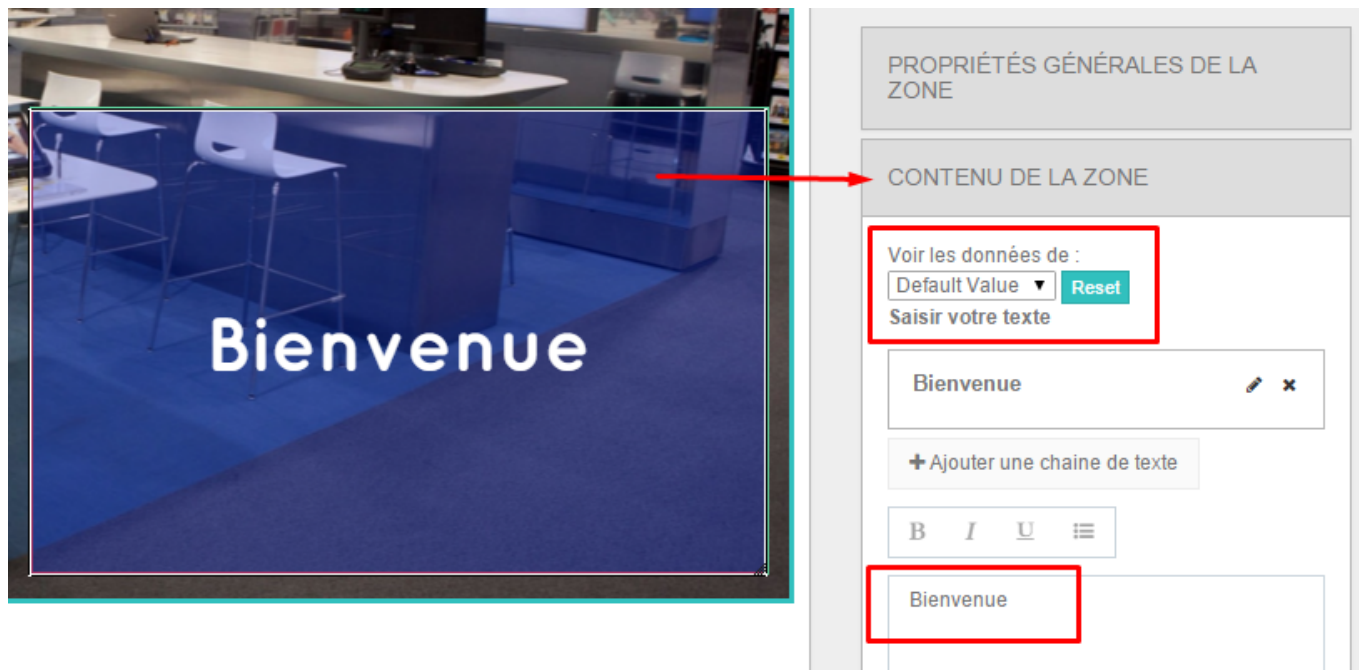 Bienvenue
PROPRIÉTÉS GÉNÉRALES DE LA
ZONE
CONTENU DE LA ZONE
Voir les données de :
Default Value ▼ Reset
Saisir votre texte
Bienvenue
+ Ajouter une chaine de texte
B I U
Bienvenue